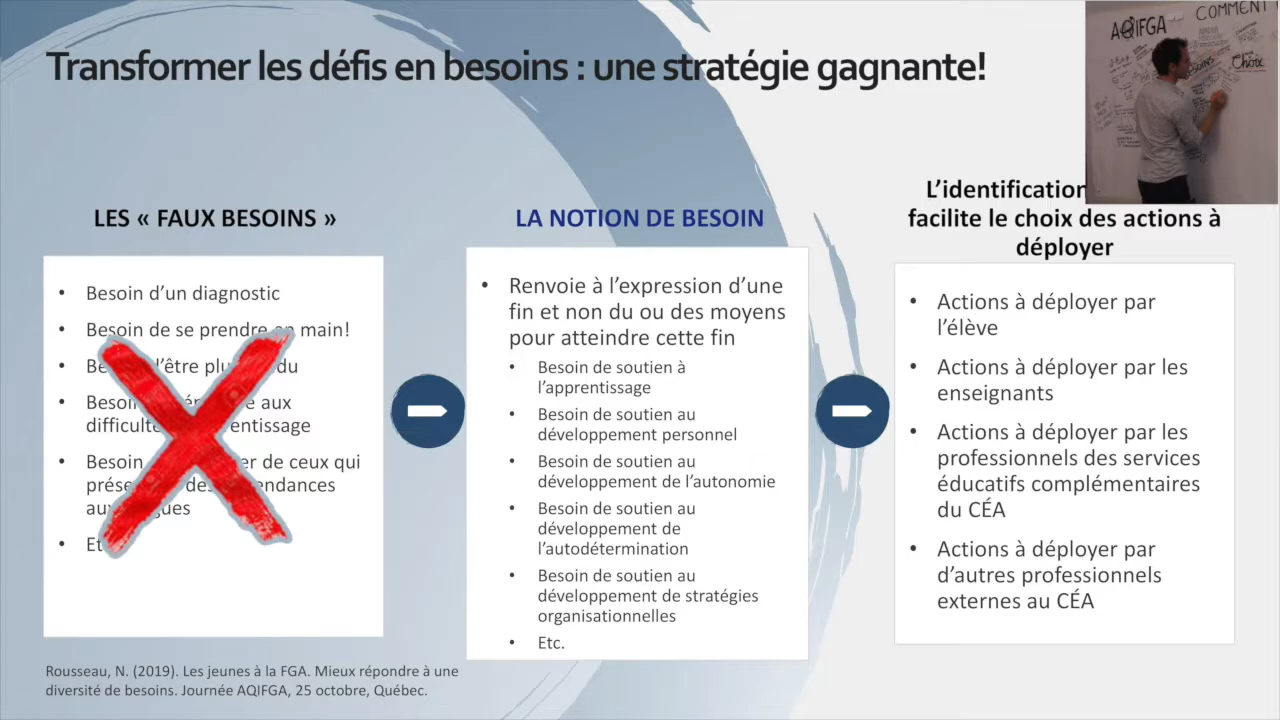 Transformer les défis en besoins : une stratégie gagnante!
AQIFGA
COMMENT
Choix
LES « FAUX BESOINS »
Besoin d’un diagnostic
Besoin de se prendre en main!
d’être du
Besoin aux
Besoin de ceux qui
des
LA NOTION DE BESOIN
Renvoie à l’expression d’une
fin et non du ou des moyens
pour atteindre cette fin
Besoin de soutien à
l’apprentissage
Besoin de soutien au
développement personnel
Besoin de soutien au
développement de l’autonomie
Besoin de soutien au
développement de
l’autodétermination
Besoin de soutien au
développement de stratégies
organisationnelles
Etc.
L’identification
facilite le choix des actions à
déployer
Actions à déployer par
l’élève
Actions à déployer par les
enseignants
Actions à déployer par les
professionnels des services
éducatifs complémentaires
du CÉA
Actions à déployer par
d’autres professionnels
externes au CÉA
Rousseau, N. (2019). Les jeunes à la FGA. Mieux répondre à une
diversité de besoins. Journée AQIFGA, 25 octobre, Québec.